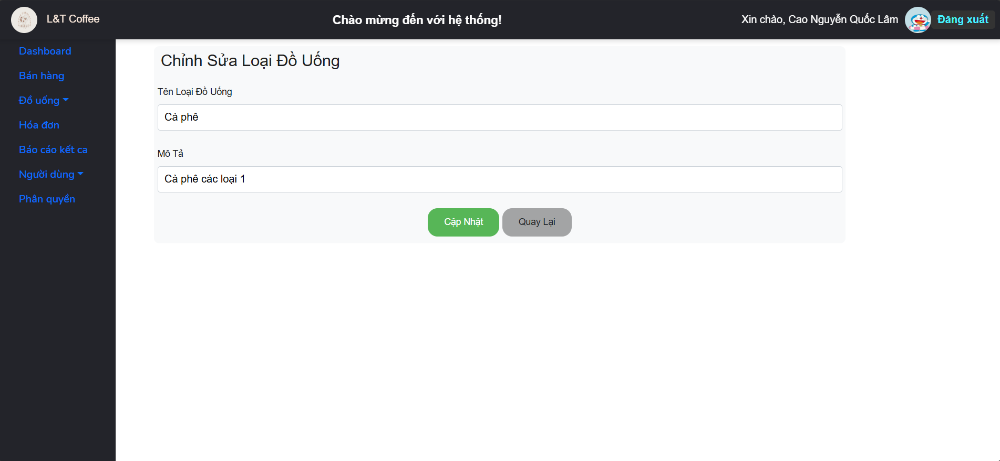 L&T Coffee
Chào mừng đến với hệ thống!
Xin chào, Cao Nguyễn Quốc Lâm
Đăng xuất
Dashboard
Bán hàng
Đồ uống
Hóa đơn
Báo cáo kết ca
Người dùng
Phân quyền
Chỉnh Sửa Loại Đồ Uống
Tên Loại Đồ Uống
Cà phê
Mô Tả
Cà phê các loại 1
Cập Nhật
Quay Lại